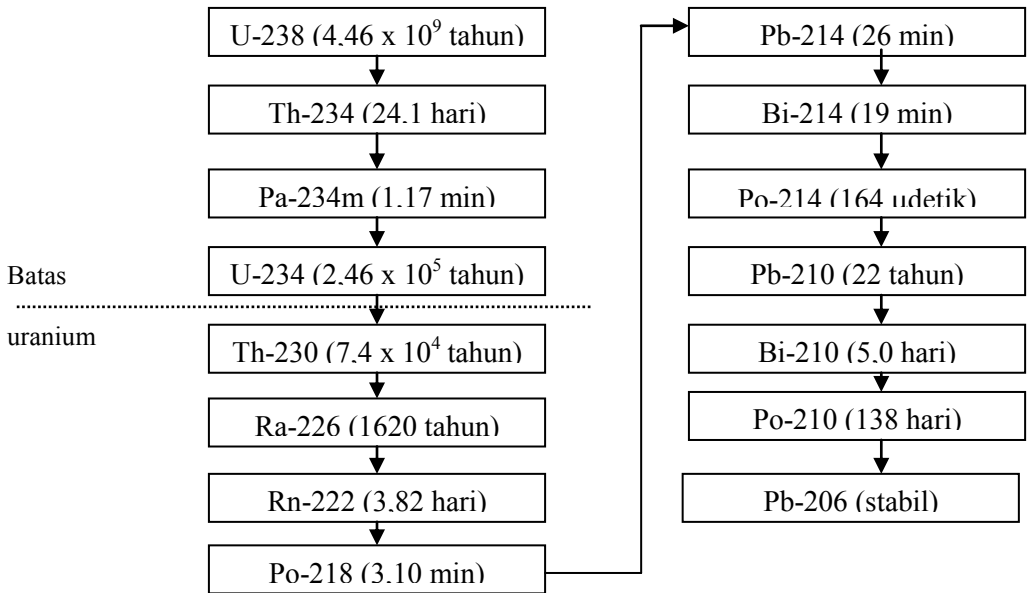 U-238 (4,46 x 10⁹ tahun)
Th-234 (24,1 hari)
Pa-234m (1,17 min)
U-234 (2,46 x 10⁵ tahun)
Batas
uranium
Th-230 (7,4 x 10⁴ tahun)
Ra-226 (1620 tahun)
Rn-222 (3,82 hari)
Po-218 (3,10 min)
Pb-214 (26 min)
Bi-214 (19 min)
Po-214 (164 udetik)
Pb-210 (22 tahun)
Bi-210 (5,0 hari)
Po-210 (138 hari)
Pb-206 (stabil)